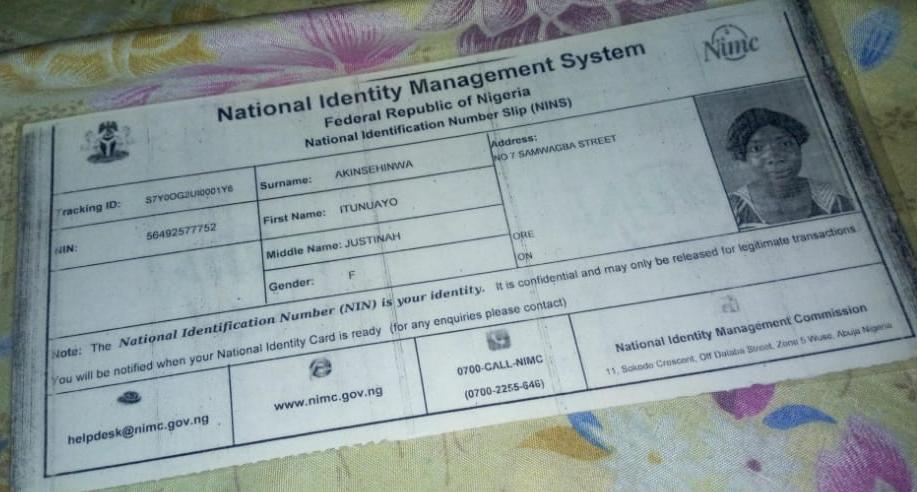 Nimc
National Identity Management System
Federal Republic of Nigeria
National Identification Number Slip (NINS)
Tracking ID: S7Y0OG2UI0001Y6
NIN: 56492577752
Surname: AKINSEHINWA
First Name: ITUNUAYO
Middle Name: JUSTINAH
Gender: F
Address:
NO 7 SAMWAGBA STREET
ORE
ON
Note: The National Identification Number (NIN) is your identity. It is confidential and may only be released for legitimate transactions
You will be notified when your National Identity Card is ready (for any enquiries please contact)
helpdesk@nimc.gov.ng
www.nimc.gov.ng
0700-CALL-NIMC
(0700-2255-646)
National Identity Management Commission
11, Sokode Crescent, Off Dalaba Street, Zone 5 Wuse, Abuja Nigeria